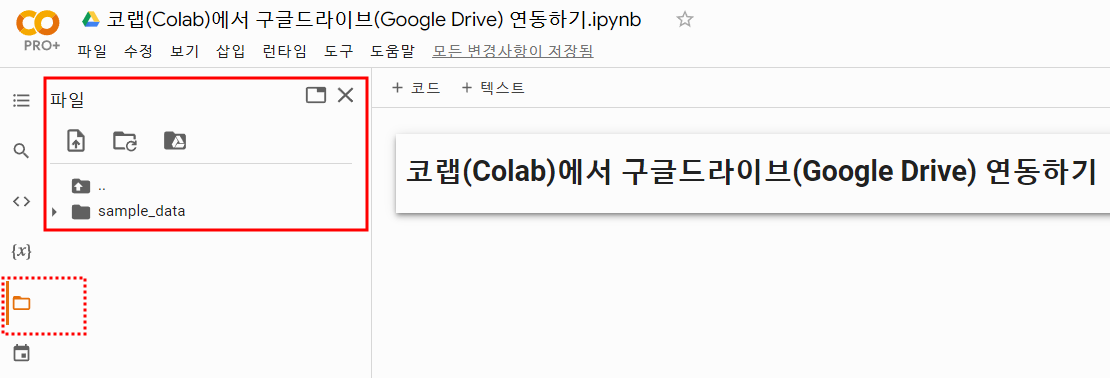 코랩(Colab)에서 구글드라이브(Google Drive) 연동하기.ipynb
CO
PRO+
파일 수정 보기 삽입 런타임 도구 도움말 모든 변경사항이 저장됨
파일
+ 코드 + 텍스트
..
sample_data
<>
{x}
코랩(Colab)에서 구글드라이브(Google Drive) 연동하기